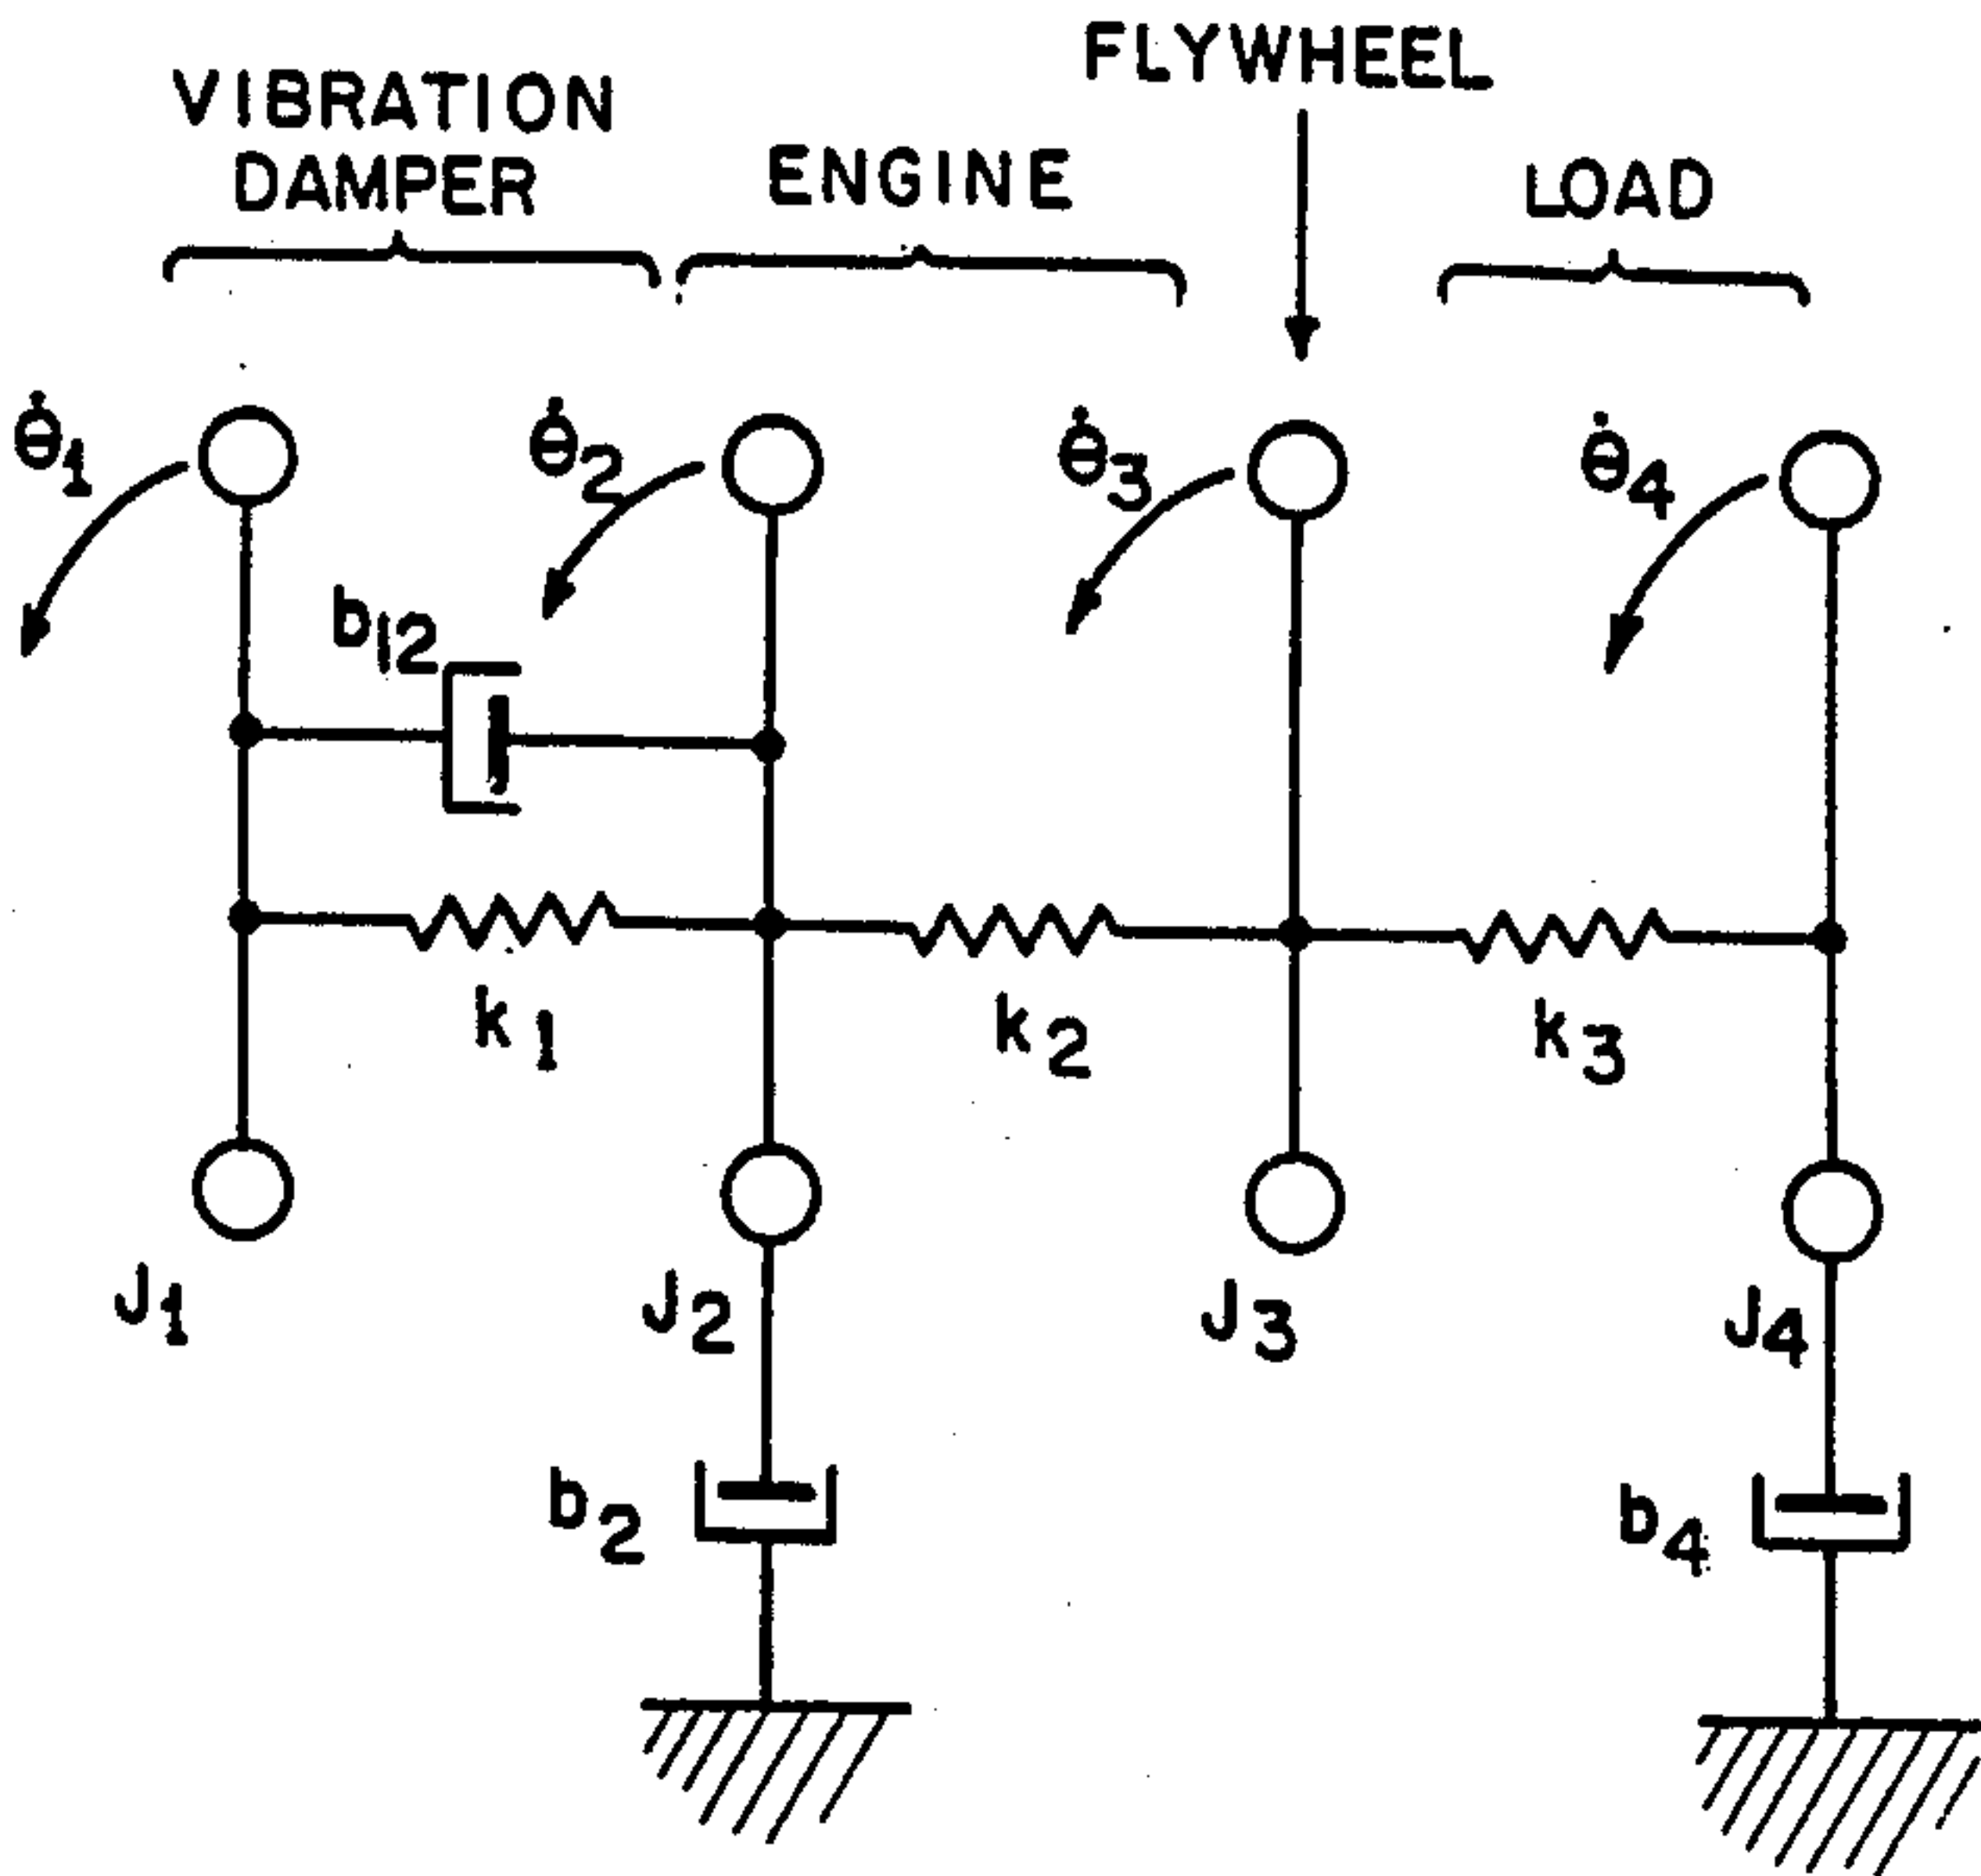 FLYWHEEL
VIBRATION
DAMPER
ENGINE
LOAD
θ̇1 θ̇2 θ̇3 θ̇4
b12
k1 k2 k3
J1 J2 J3 J4
b2 b4